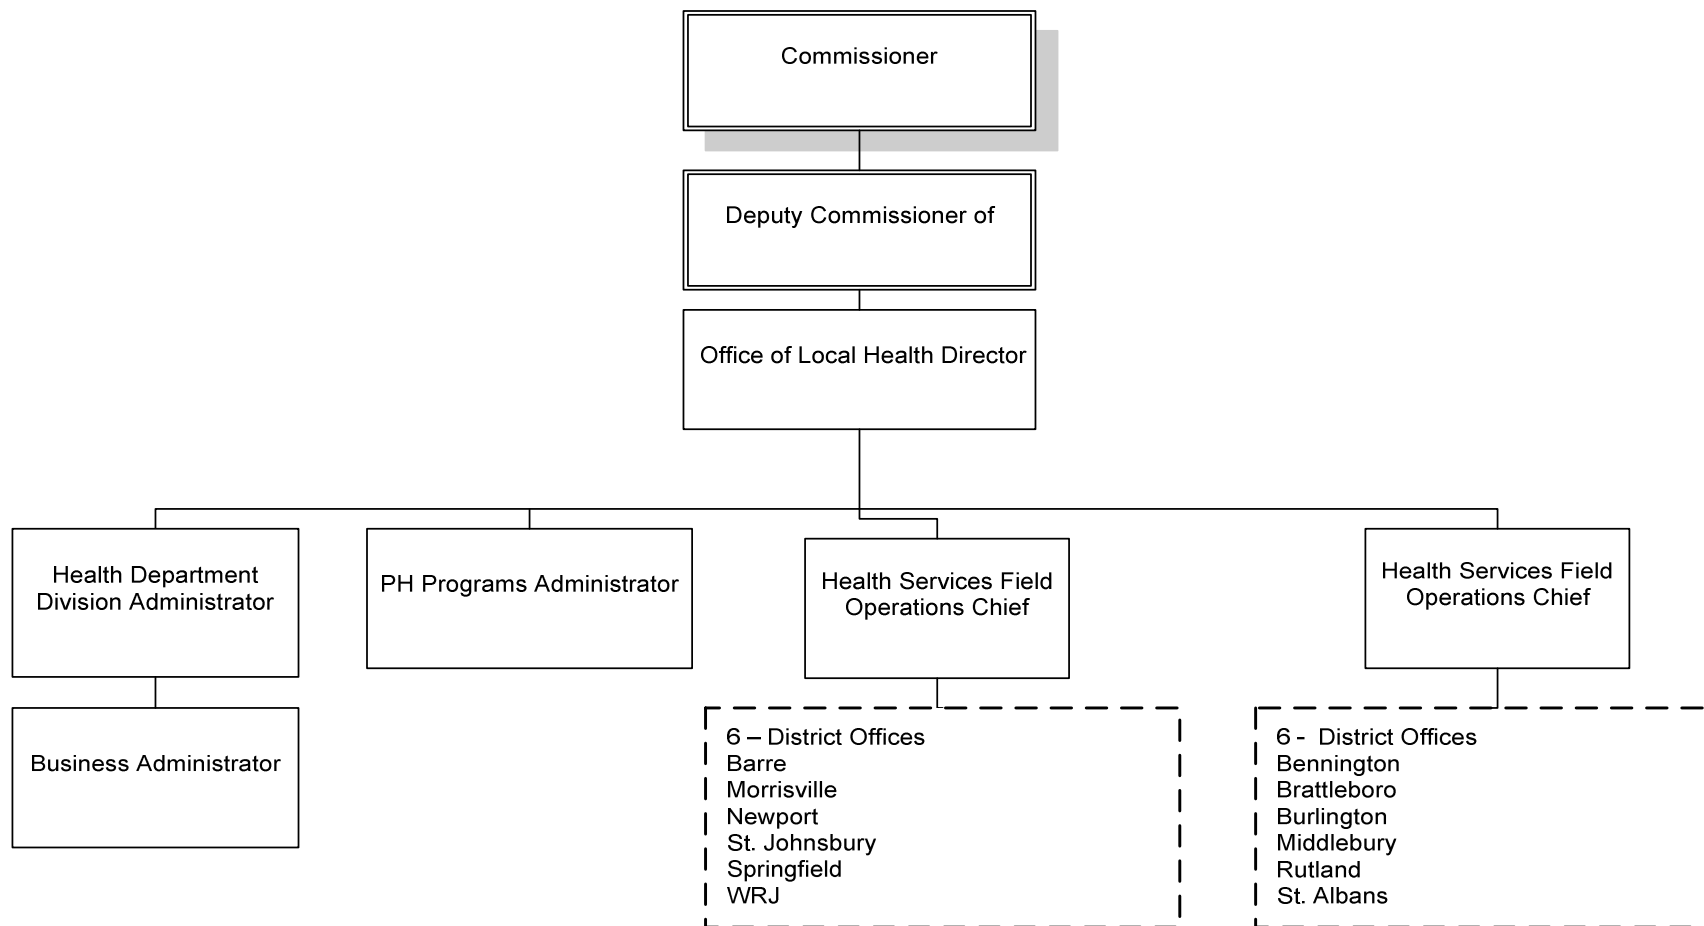 Commissioner
Deputy Commissioner of
Office of Local Health Director
Health Department
Division Administrator
PH Programs Administrator
Health Services Field
Operations Chief
Health Services Field
Operations Chief
Business Administrator
6 – District Offices
Barre
Morrisville
Newport
St. Johnsbury
Springfield
WRJ
6 - District Offices
Bennington
Brattleboro
Burlington
Middlebury
Rutland
St. Albans